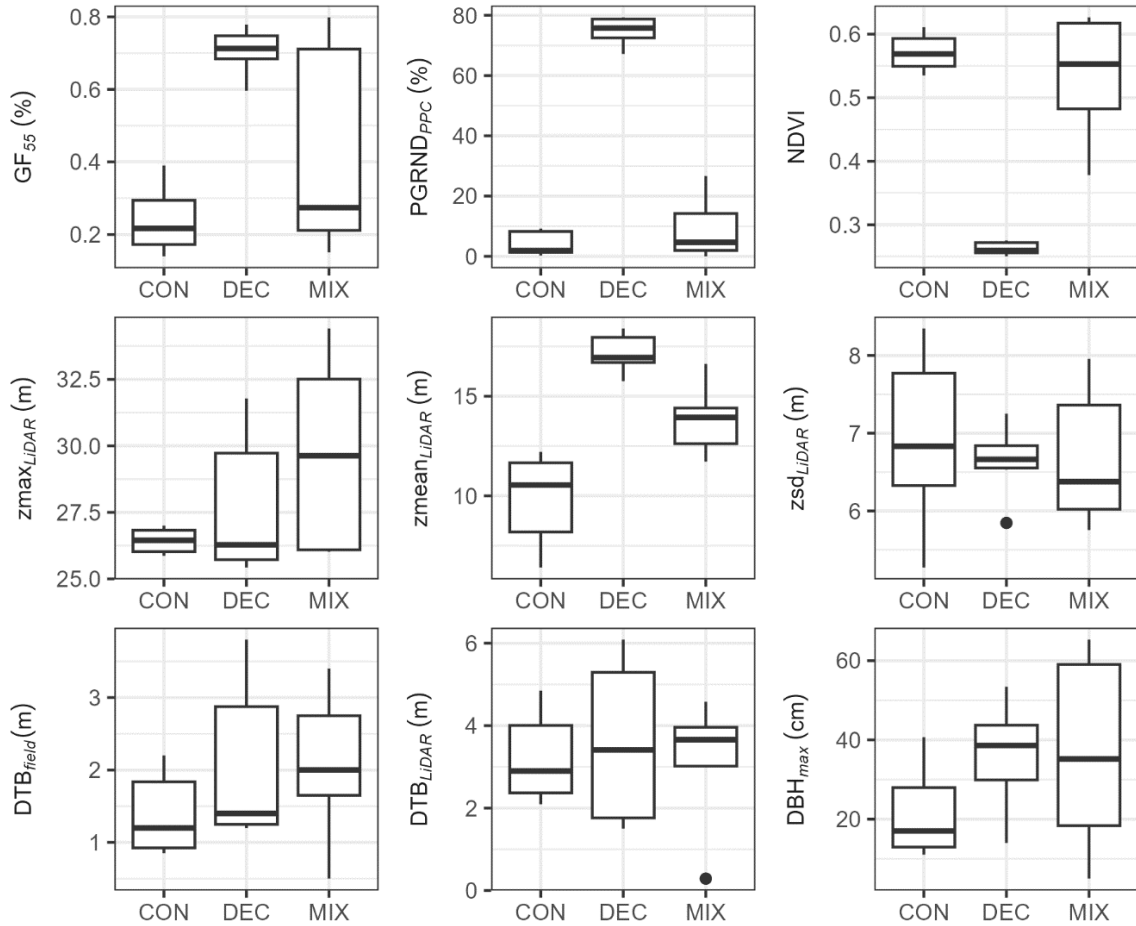 GF55 (%)
0.8
0.6
0.4
0.2
CON DEC MIX
PGRNDPPC (%)
80
60
40
20
0
CON DEC MIX
NDVI
0.6
0.5
0.3
CON DEC MIX
zmaxLiDAR (m)
32.5
30.0
27.5
25.0
CON DEC MIX
zmeanLiDAR (m)
15
10
CON DEC MIX
zsdLiDAR (m)
8
7
6
CON DEC MIX
DTBfield(m)
3
2
1
CON DEC MIX
DTBLiDAR (m)
6
4
2
0
CON DEC MIX
DBHmax (cm)
60
40
20
CON DEC MIX